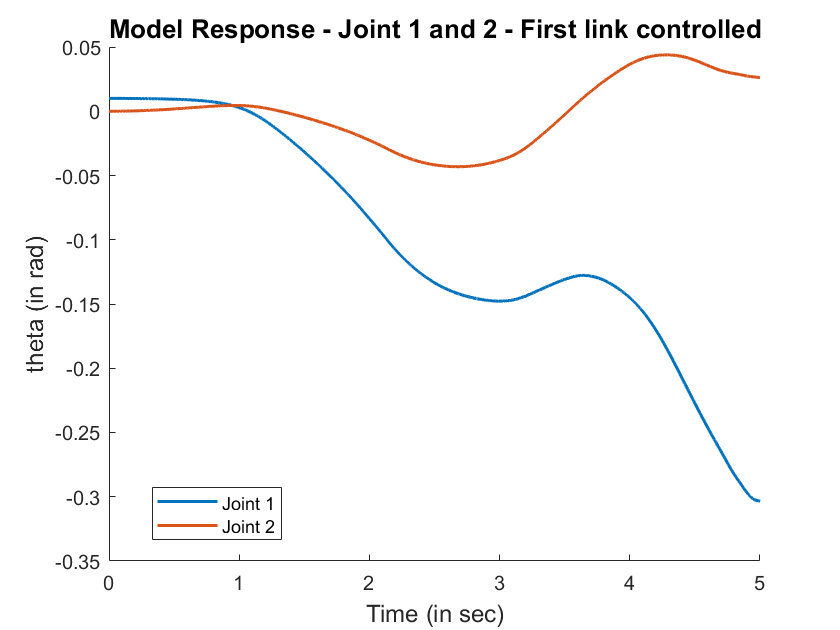 Model Response - Joint 1 and 2 - First link controlled
0.05
0
-0.05
-0.1
-0.15
-0.2
-0.25
-0.3
-0.35
theta (in rad)
Joint 1
Joint 2
0 1 2 3 4 5
Time (in sec)